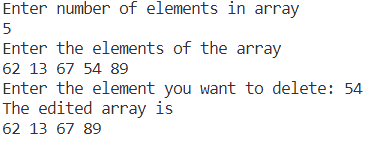 Enter number of elements in array
5
Enter the elements of the array
62 13 67 54 89
Enter the element you want to delete: 54
The edited array is
62 13 67 89